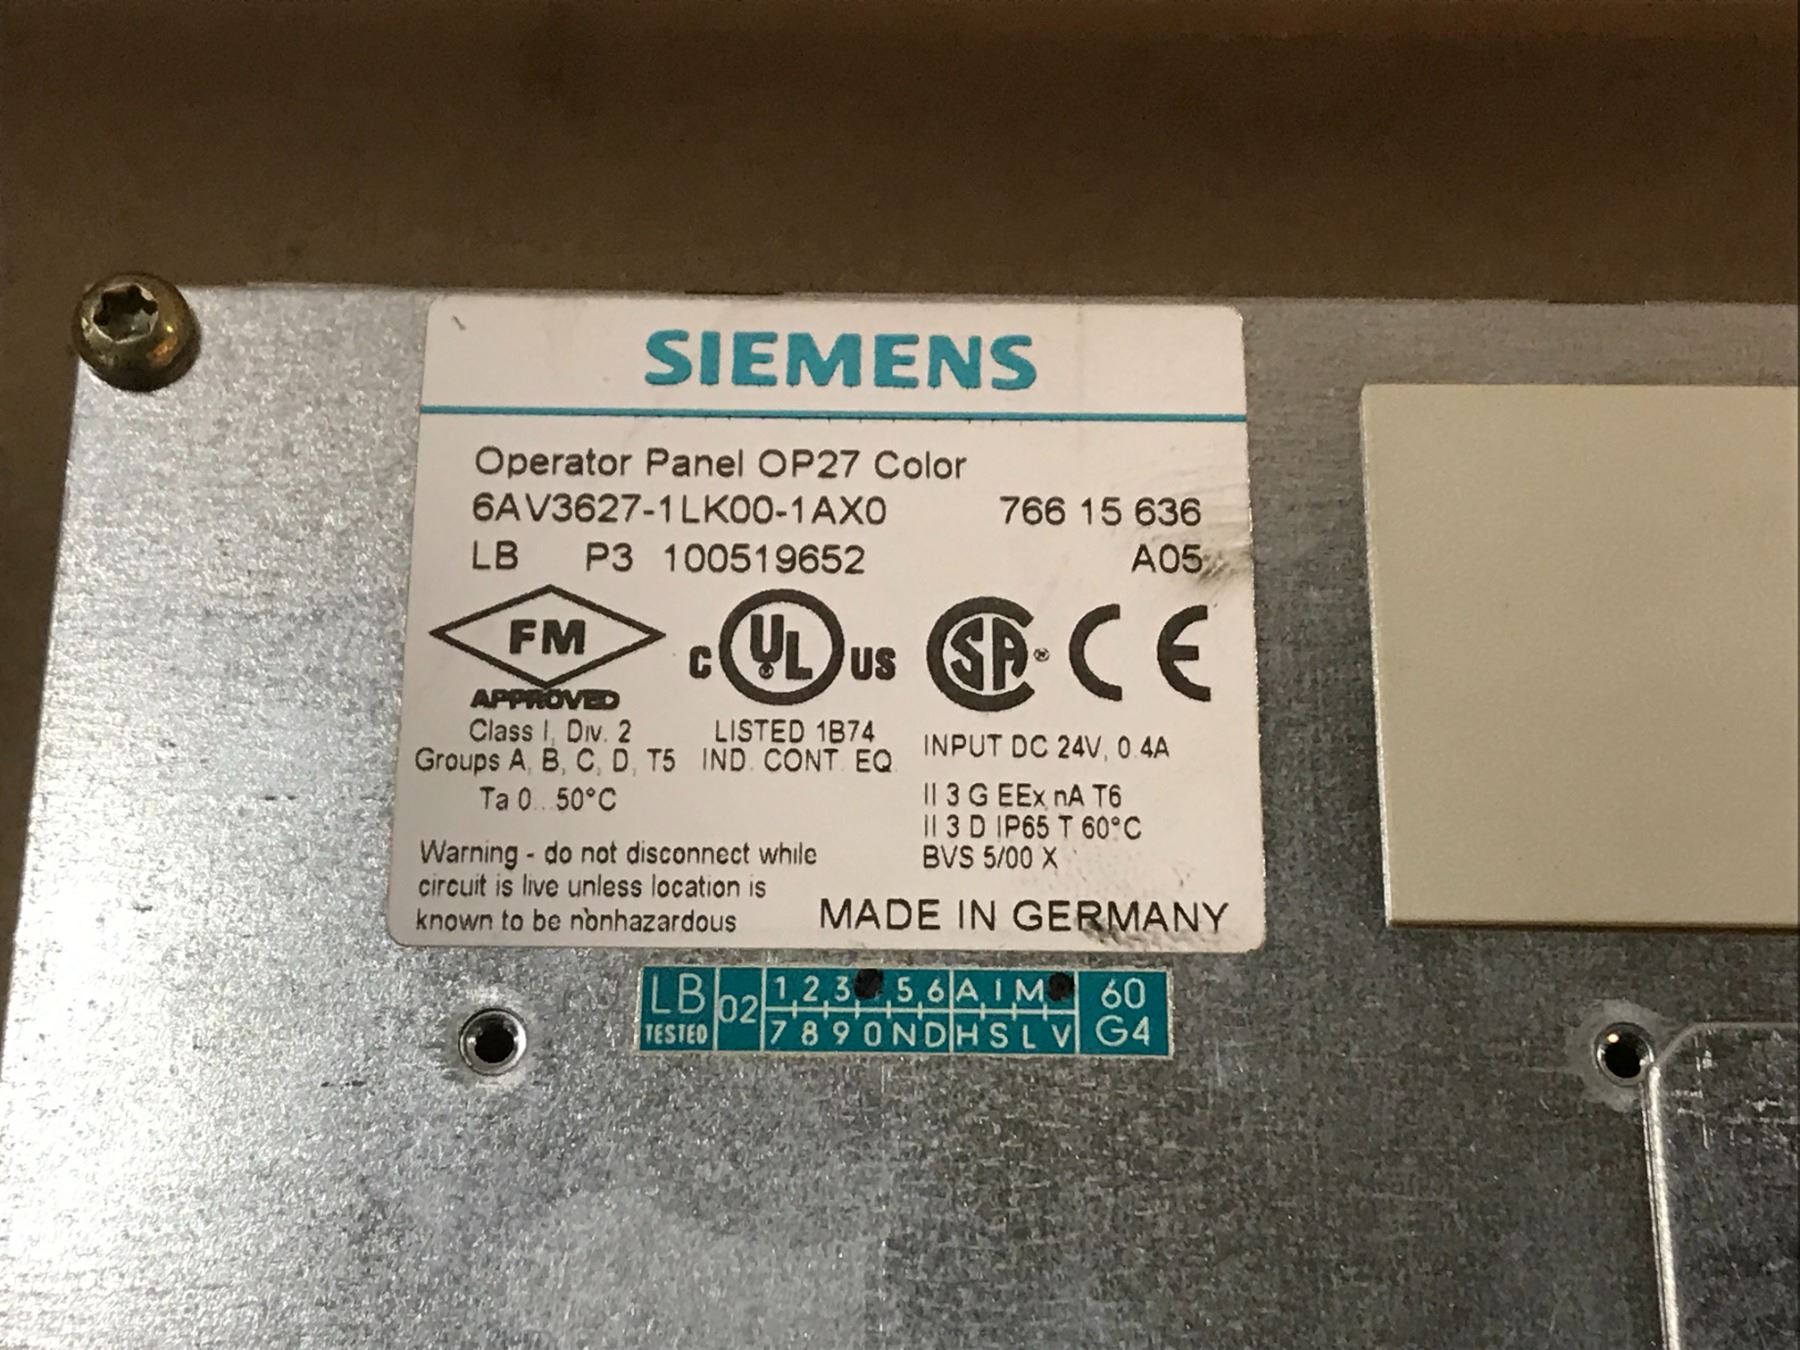 SIEMENS
Operator Panel OP27 Color
6AV3627-1LK00-1AX0 766 15 636
LB P3 100519652 A05
FM
APPROVED
Class I, Div. 2
Groups A, B, C, D, T5
Ta 0...50°C
C UL ® US
LISTED 1B74
IND. CONT. EQ.
SA ® CE
INPUT DC 24V, 0.4A
II 3 G EEx nA T6
II 3 D IP65 T 60°C
BVS 5/00 X
Warning - do not disconnect while
circuit is live unless location is
known to be nonhazardous
MADE IN GERMANY
LB
TESTED
02
1 2 3 5 6 A I M
7 8 9 0 N D H S L V
60
G4